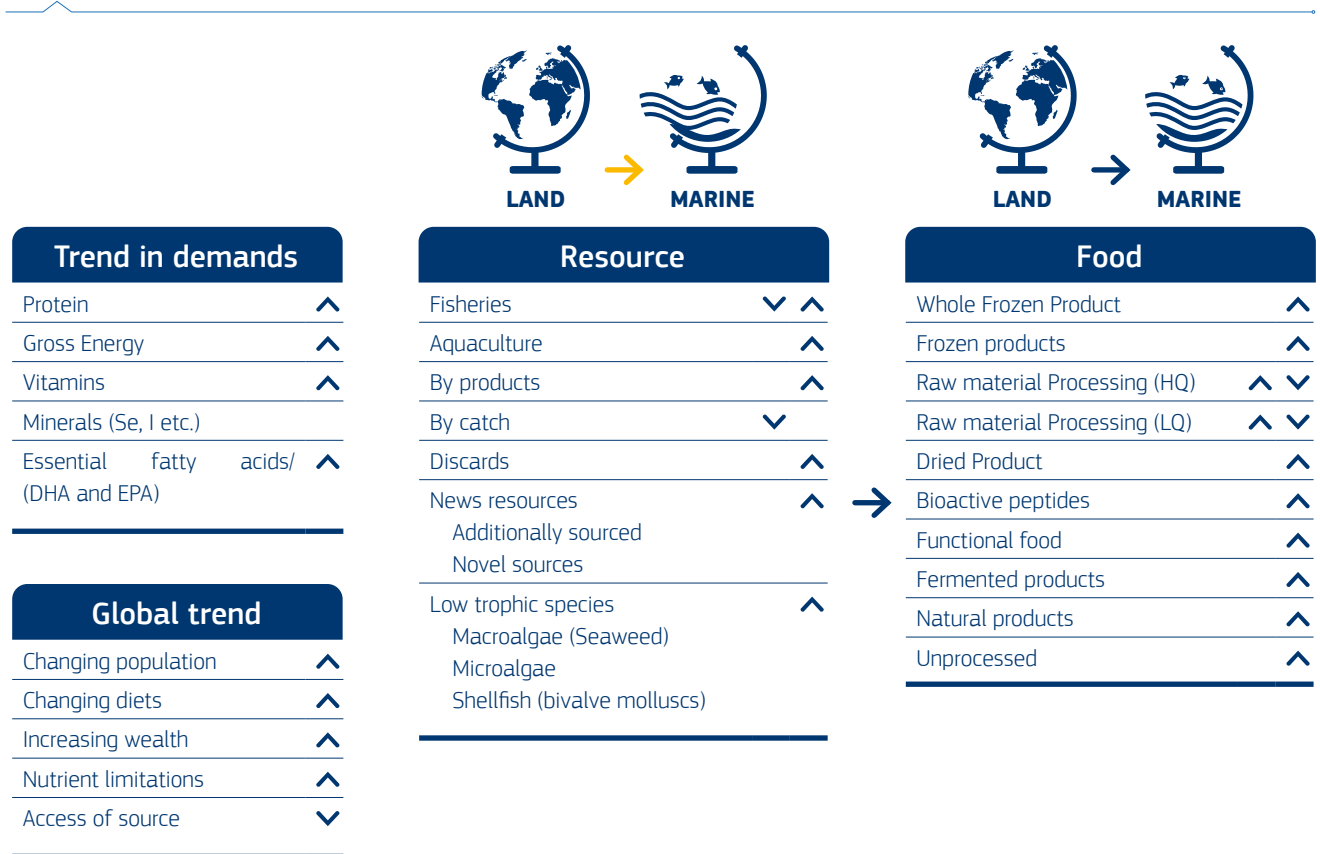 LAND
MARINE
LAND
MARINE
Trend in demands
Protein
Gross Energy
Vitamins
Minerals (Se, I etc.)
Essential fatty acids/
(DHA and EPA)
Global trend
Changing population
Changing diets
Increasing wealth
Nutrient limitations
Access of source
Resource
Fisheries
Aquaculture
By products
By catch
Discards
News resources
Additionally sourced
Novel sources
Low trophic species
Macroalgae (Seaweed)
Microalgae
Shellfish (bivalve molluscs)
Food
Whole Frozen Product
Frozen products
Raw material Processing (HQ)
Raw material Processing (LQ)
Dried Product
Bioactive peptides
Functional food
Fermented products
Natural products
Unprocessed